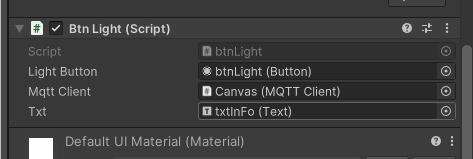 Btn Light (Script)
Script btnLight
Light Button btnLight (Button)
Mqtt Client Canvas (MQTT Client)
Txt txtInFo (Text)
Default UI Material (Material)